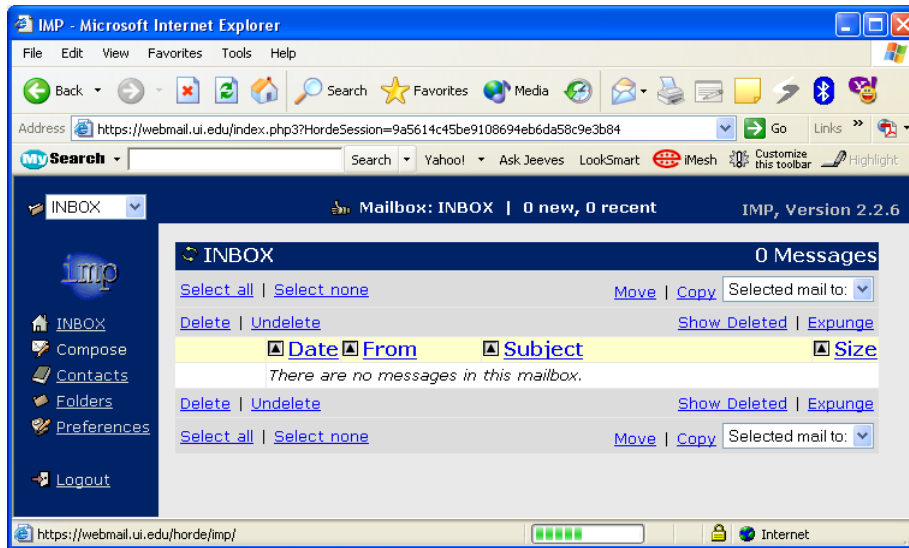 IMP - Microsoft Internet Explorer
File Edit View Favorites Tools Help
Back Search Favorites Media
Address https://webmail.ui.edu/index.php3?HordeSession=9a5614c45be9108694eb6da58c9e3b84 Go Links »
My Search Search Yahoo! Ask Jeeves LookSmart iMesh Customize this toolbar Highlight
INBOX Mailbox: INBOX | 0 new, 0 recent IMP, Version 2.2.6
imp
INBOX
Compose
Contacts
Folders
Preferences
Logout
INBOX 0 Messages
Select all | Select none Move | Copy Selected mail to:
Delete | Undelete Show Deleted | Expunge
Date From Subject Size
There are no messages in this mailbox.
Delete | Undelete Show Deleted | Expunge
Select all | Select none Move | Copy Selected mail to:
https://webmail.ui.edu/horde/imp/ Internet